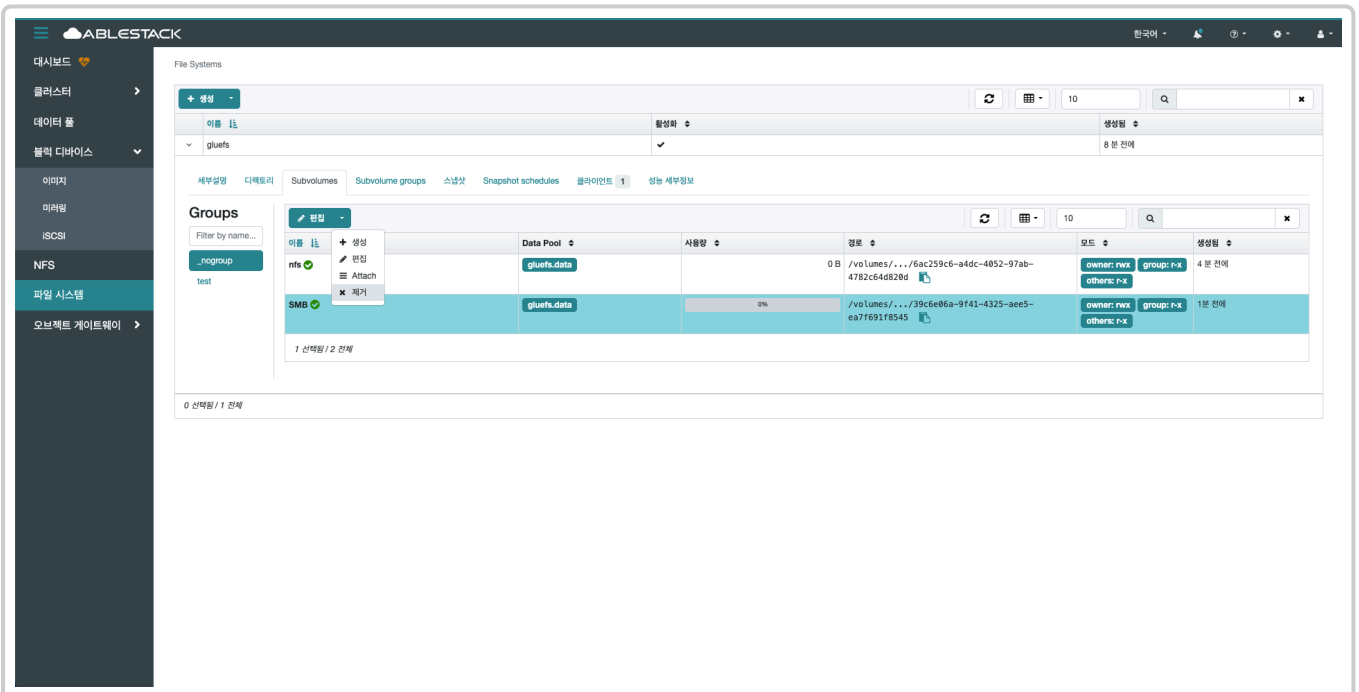 ABLESTACK
한국어
대시보드
클러스터
데이터 풀
블럭 디바이스
이미지
미러링
iSCSI
NFS
파일 시스템
오브젝트 게이트웨이
File Systems
+ 생성
10
이름 활성화 생성됨
gluefs 8 분 전에
세부설명 디렉토리 Subvolumes Subvolume groups 스냅샷 Snapshot schedules 클라이언트 1 성능 세부정보
Groups
Filter by name...
_nogroup
test
편집
10
이름 Data Pool 사용량 경로 모드 생성됨
+ 생성
편집
Attach
제거
nfs gluefs.data 0 B /volumes/.../6ac259c6-a4dc-4052-97ab- owner: rwx group: r-x 4 분 전에
4782c64d820d others: r-x
SMB gluefs.data 0% /volumes/.../39c6e06a-9f41-4325-aee5- owner: rwx group: r-x 1분 전에
ea7f691f8545 others: r-x
1 선택됨 / 2 전체
0 선택됨 / 1 전체